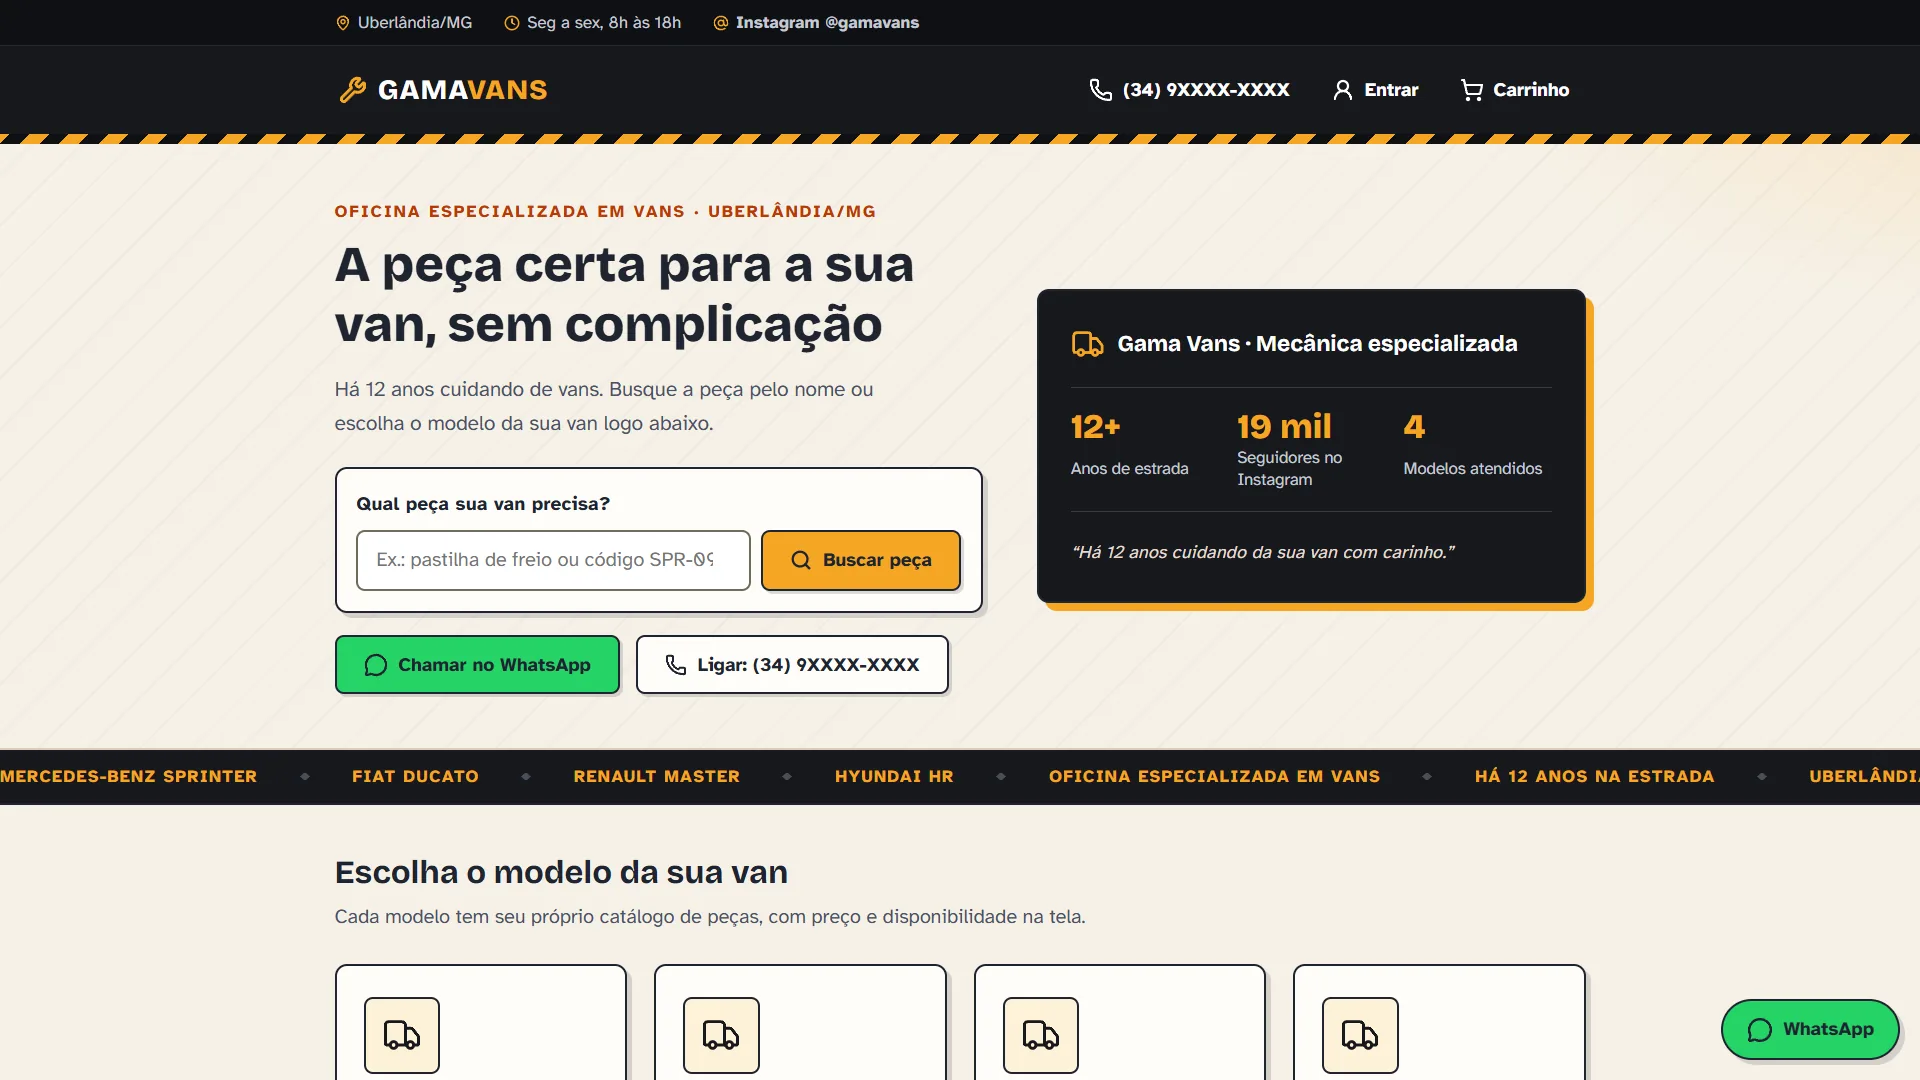 Uberlândia/MG
Seg a sex, 8h às 18h
Instagram @gamavans
GAMAVANS
(34) 9XXXX-XXXX
Entrar
Carrinho
OFICINA ESPECIALIZADA EM VANS · UBERLÂNDIA/MG
A peça certa para a sua
van, sem complicação
Há 12 anos cuidando de vans. Busque a peça pelo nome ou
escolha o modelo da sua van logo abaixo.
Qual peça sua van precisa?
Ex.: pastilha de freio ou código SPR-09
Buscar peça
Chamar no WhatsApp
Ligar: (34) 9XXXX-XXXX
Gama Vans · Mecânica especializada
12+
Anos de estrada
19 mil
Seguidores no
Instagram
4
Modelos atendidos
“Há 12 anos cuidando da sua van com carinho.”
MERCEDES-BENZ SPRINTER ◆ FIAT DUCATO ◆ RENAULT MASTER ◆ HYUNDAI HR ◆ OFICINA ESPECIALIZADA EM VANS ◆ HÁ 12 ANOS NA ESTRADA ◆ UBERLÂNDI
Escolha o modelo da sua van
Cada modelo tem seu próprio catálogo de peças, com preço e disponibilidade na tela.
WhatsApp